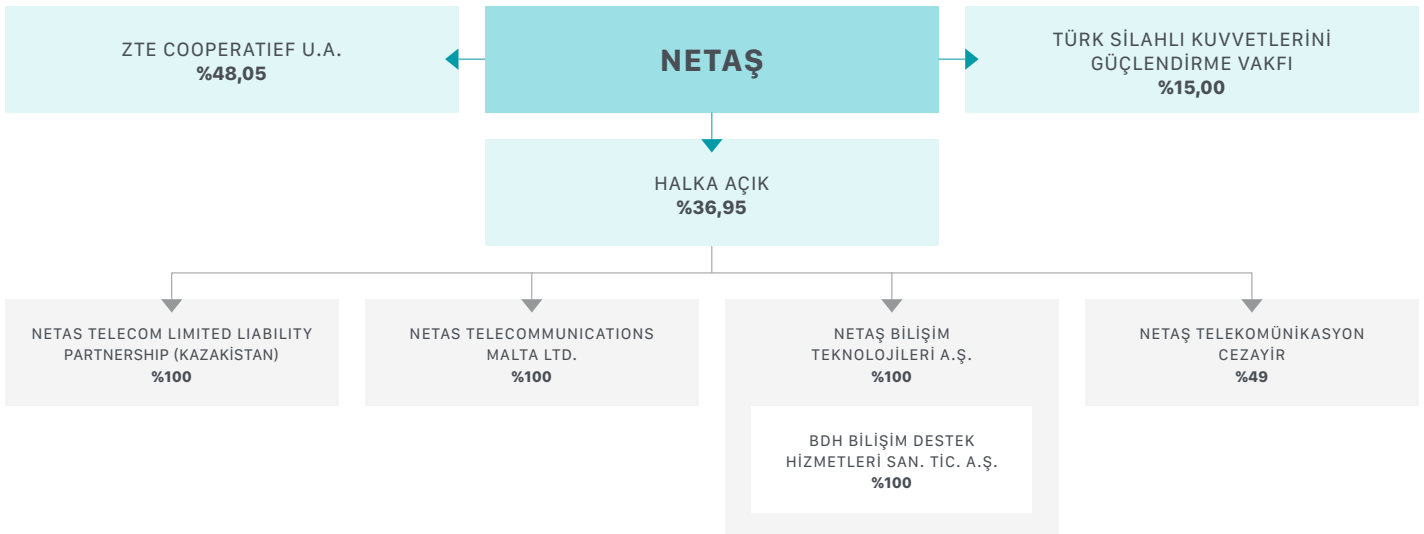 ZTE COOPERATIEF U.A.
%48,05
NETAŞ
TÜRK SİLAHLI KUVVETLERİNİ
GÜÇLENDİRME VAKFI
%15,00
HALKA AÇIK
%36,95
NETAS TELECOM LIMITED LIABILITY
PARTNERSHIP (KAZAKİSTAN)
%100
NETAS TELECOMMUNICATIONS
MALTA LTD.
%100
NETAŞ BİLİŞİM
TEKNOLOJİLERİ A.Ş.
%100
BDH BİLİŞİM DESTEK
HİZMETLERİ SAN. TİC. A.Ş.
%100
NETAŞ TELEKOMÜNİKASYON
CEZAYİR
%49